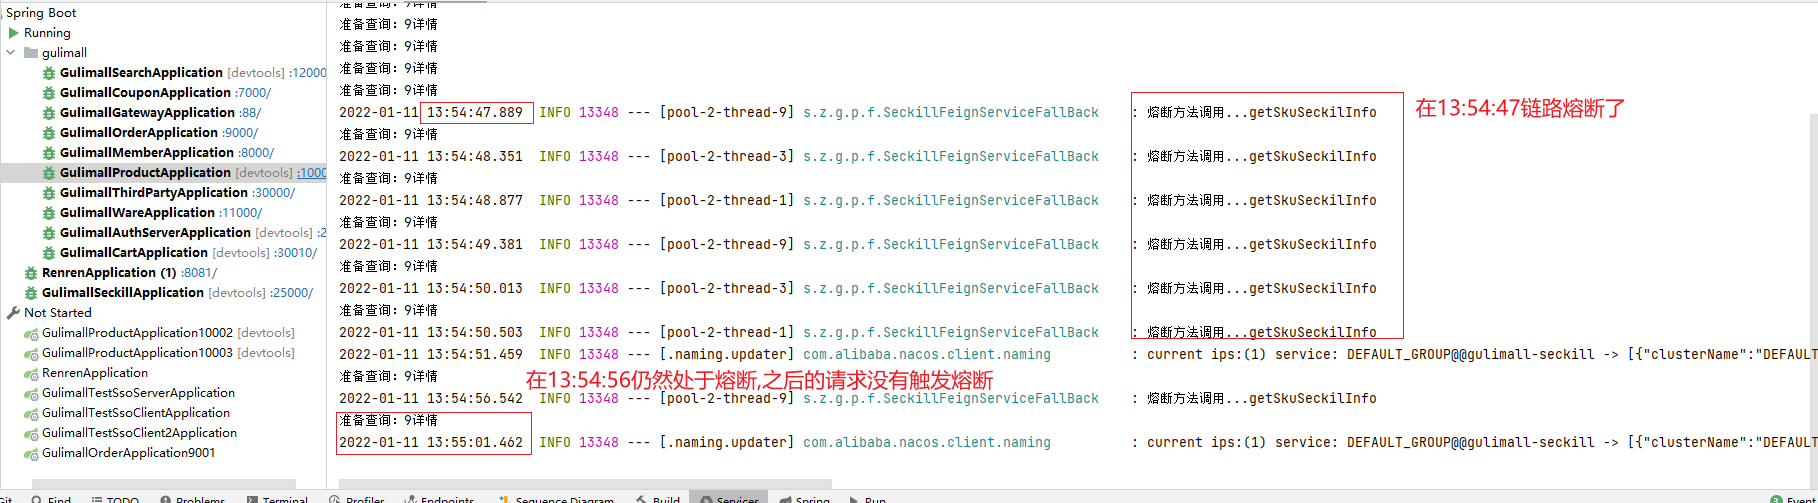 Spring Boot
Running
gulimall
GulimallSearchApplication [devtools] :12000
GulimallCouponApplication :7000/
GulimallGatewayApplication :88/
GulimallOrderApplication :9000/
GulimallMemberApplication :8000/
GulimallProductApplication [devtools] :1000
GulimallThirdPartyApplication :30000/
GulimallWareApplication :11000/
GulimallAuthServerApplication [devtools] :2
GulimallCartApplication [devtools] :30010/
RenrenApplication (1) :8081/
GulimallSeckillApplication [devtools] :25000/
Not Started
GulimallProductApplication10002 [devtools]
GulimallProductApplication10003 [devtools]
RenrenApplication
GulimallTestSsoServerApplication
GulimallTestSsoClientApplication
GulimallTestSsoClient2Application
GulimallOrderApplication9001
准备查询: 9详情
准备查询: 9详情
准备查询: 9详情
准备查询: 9详情
准备查询: 9详情
2022-01-11 13:54:47.889 INFO 13348 --- [pool-2-thread-9] s.z.g.p.f.SeckillFeignServiceFallBack : 熔断方法调用...getSkuSeckilInfo
在13:54:47链路熔断了
准备查询: 9详情
2022-01-11 13:54:48.351 INFO 13348 --- [pool-2-thread-3] s.z.g.p.f.SeckillFeignServiceFallBack : 熔断方法调用...getSkuSeckilInfo
准备查询: 9详情
2022-01-11 13:54:48.877 INFO 13348 --- [pool-2-thread-1] s.z.g.p.f.SeckillFeignServiceFallBack : 熔断方法调用...getSkuSeckilInfo
准备查询: 9详情
2022-01-11 13:54:49.381 INFO 13348 --- [pool-2-thread-9] s.z.g.p.f.SeckillFeignServiceFallBack : 熔断方法调用...getSkuSeckilInfo
准备查询: 9详情
2022-01-11 13:54:50.013 INFO 13348 --- [pool-2-thread-3] s.z.g.p.f.SeckillFeignServiceFallBack : 熔断方法调用...getSkuSeckilInfo
准备查询: 9详情
2022-01-11 13:54:50.503 INFO 13348 --- [pool-2-thread-1] s.z.g.p.f.SeckillFeignServiceFallBack : 熔断方法调用...getSkuSeckilInfo
2022-01-11 13:54:51.459 INFO 13348 --- [.naming.updater] com.alibaba.nacos.client.naming : current ips:(1) service: DEFAULT_GROUP@@gulimall-seckill -> [{"clusterName":"DEFAULT
准备查询: 9详情
在13:54:56仍然处于熔断,之后的请求没有触发熔断
2022-01-11 13:54:56.542 INFO 13348 --- [pool-2-thread-9] s.z.g.p.f.SeckillFeignServiceFallBack : 熔断方法调用...getSkuSeckilInfo
准备查询: 9详情
2022-01-11 13:55:01.462 INFO 13348 --- [.naming.updater] com.alibaba.nacos.client.naming : current ips:(1) service: DEFAULT_GROUP@@gulimall-seckill -> [{"clusterName":"DEFAULT
Git Find TODO Problems Terminal Profiler Endpoints Sequence Diagram Build Services Spring Run 3 Event